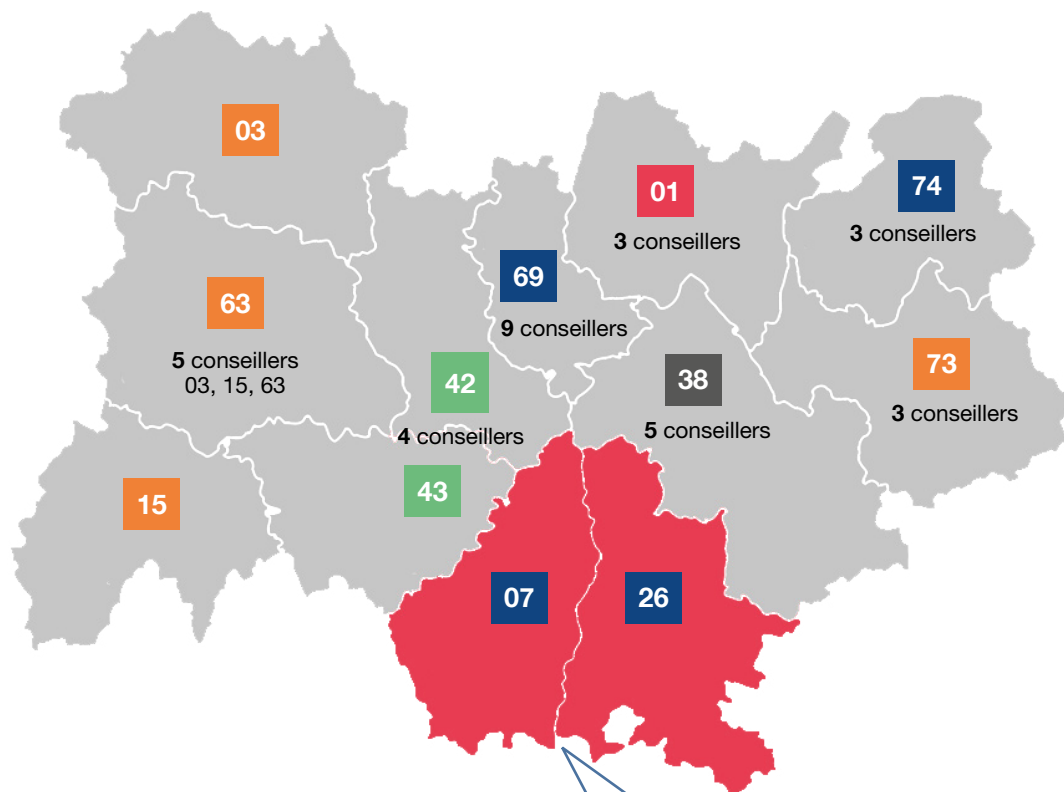 03
01
3 conseillers
74
3 conseillers
69
9 conseillers
63
5 conseillers
03, 15, 63
42
4 conseillers
38
5 conseillers
73
3 conseillers
15
43
07
26